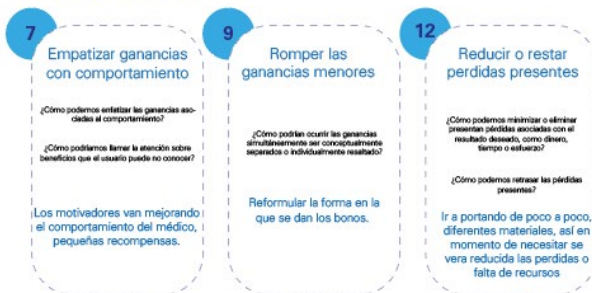 7
Empatizar ganancias
con comportamiento
¿Cómo podemos enfatizar las ganancias aso-
ciadas al comportamiento?
¿Cómo podríamos llamar la atención sobre
beneficios que el usuario puede no conocer?
Los motivadores van mejorando
el comportamiento del médico,
pequeñas recompensas.
9
Romper las
ganancias menores
¿Cómo podrían ocurrir las ganancias
simultáneamente ser conceptualmente
separados o individualmente resaltado?
Reformular la forma en la
que se dan los bonos.
12
Reducir o restar
perdidas presentes
¿Cómo podemos minimizar o eliminar
presentan pérdidas asociadas con el
resultado deseado, como dinero,
tiempo o esfuerzo?
¿Cómo podemos retrasar las pérdidas
presentes?
Ir a portando de poco a poco,
diferentes materiales, así en
momento de necesitar se
vera reducida las perdidas o
falta de recursos